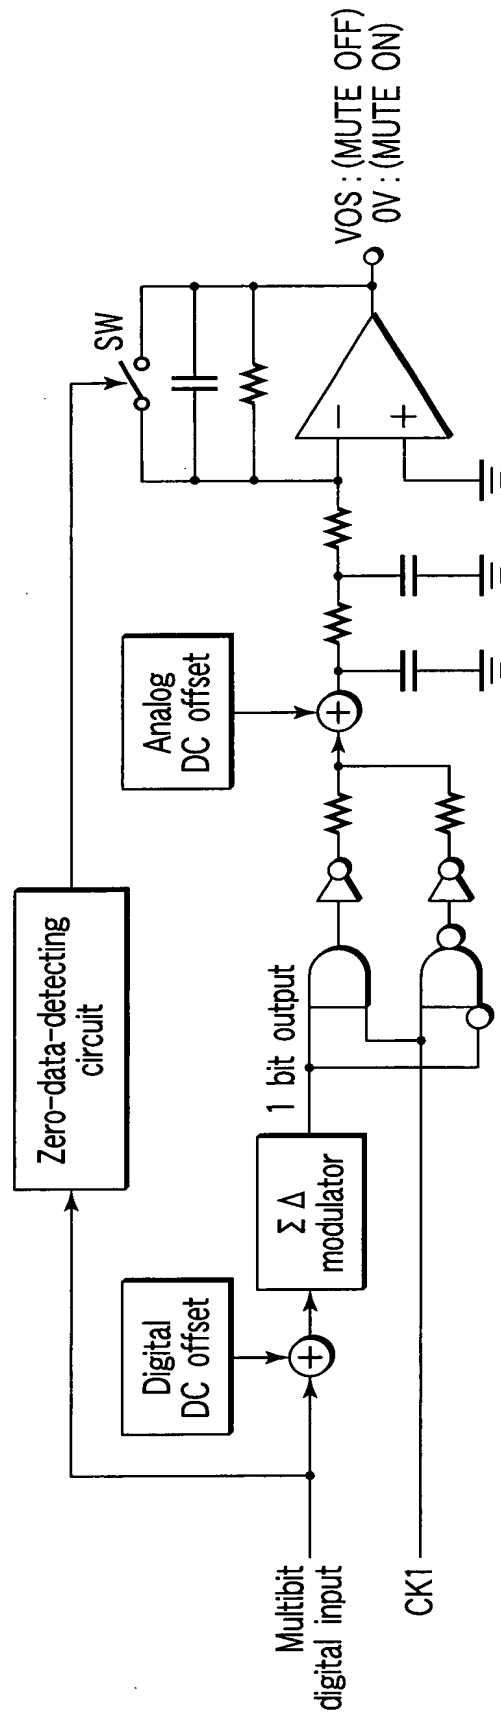 Multibit
digital input
CK1
Digital
DC offset
Zero-data-detecting
circuit
Σ Δ
modulator
1 bit output
Analog
DC offset
SW
−
+
+
+
VOS : (MUTE OFF)
0V : (MUTE ON)